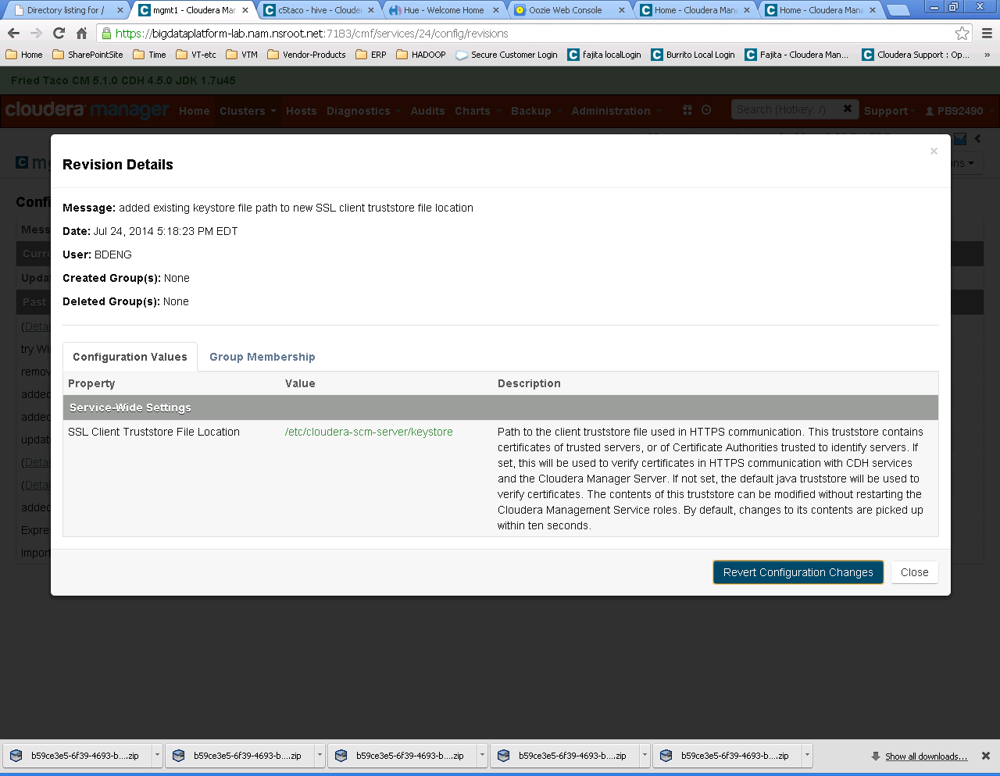 Directory listing for /
mgmt1 - Cloudera Mar
c5taco - hive - Cloude
Hue - Welcome Home
Oozie Web Console
Home - Cloudera Man
Home - Cloudera Man
https://bigdataplatform-lab.nam.nsroot.net:7183/cmf/services/24/config/revisions
Home SharePointSite Time VT-etc VTM Vendor-Products ERP HADOOP Secure Customer Login fajita localLogin Burrito Local Login Fajita - Cloudera Man... Cloudera Support : Op... »
Fried Taco CM 5.1.0 CDH 4.5.0 JDK 1.7u45
cloudera manager Home Clusters Hosts Diagnostics Audits Charts Backup Administration Search (Hotkey: /) Support PB92490
Revision Details
Message: added existing keystore file path to new SSL client truststore file location
Date: Jul 24, 2014 5:18:23 PM EDT
User: BDENG
Created Group(s): None
Deleted Group(s): None
Configuration Values Group Membership
Property Value Description
Service-Wide Settings
SSL Client Truststore File Location /etc/cloudera-scm-server/keystore
Path to the client truststore file used in HTTPS communication. This truststore contains
certificates of trusted servers, or of Certificate Authorities trusted to identify servers. If
set, this will be used to verify certificates in HTTPS communication with CDH services
and the Cloudera Manager Server. If not set, the default java truststore will be used to
verify certificates. The contents of this truststore can be modified without restarting the
Cloudera Management Service roles. By default, changes to its contents are picked up
within ten seconds.
Revert Configuration Changes Close
C m
ns
Confi
Mess
Curre
Upda
Past
(Detai
try Wi
remov
added
added
updat
(Detai
(Detai
added
Expre
Import
b59ce3e5-6f39-4693-b....zip b59ce3e5-6f39-4693-b....zip b59ce3e5-6f39-4693-b....zip b59ce3e5-6f39-4693-b....zip b59ce3e5-6f39-4693-b....zip Show all downloads...